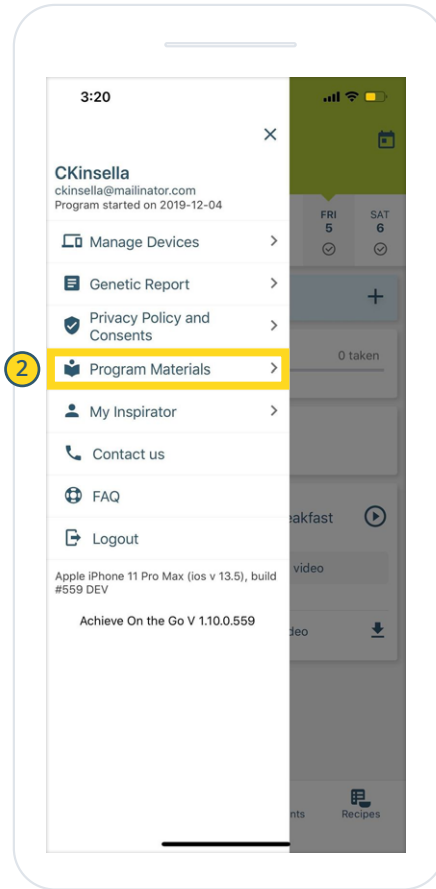 3:20
CKinsella
ckinsella@mailinator.com
Program started on 2019-12-04
FRI
SAT
5
6
Manage Devices
Genetic Report
Privacy Policy and
Consents
0 taken
2
Program Materials
My Inspirator
Contact us
FAQ
eakfast
Logout
video
Apple iPhone 11 Pro Max (ios v 13.5), build
#559 DEV
Achieve On the Go V 1.10.0.559
deo
nts
Recipes